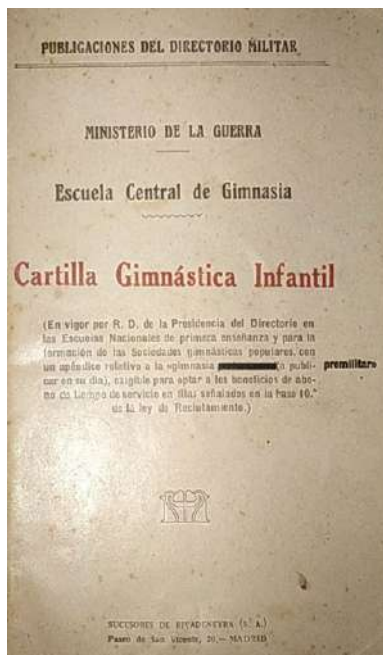 PUBLICACIONES DEL DIRECTORIO MILITAR
MINISTERIO DE LA GUERRA
Escuela Central de Gimnasia
Cartilla Gimnástica Infantil
(En vigor por R. D. de la Presidencia del Directorio en
las Escuelas Nacionales de primera enseñanza y para la
formación de las Sociedades gimnásticas populares, con
un apéndice relativo a la «gimnasia (a publi- premilitar»
car en su día), exigible para optar a los beneficios de abo-
no de tiempo de servicio en filas señalados en la base 10.ª
de la ley de Reclutamiento.)
SUCESORES DE RIVADENEYRA (S. A.)
Paseo de San Vicente, 20.—MADRID